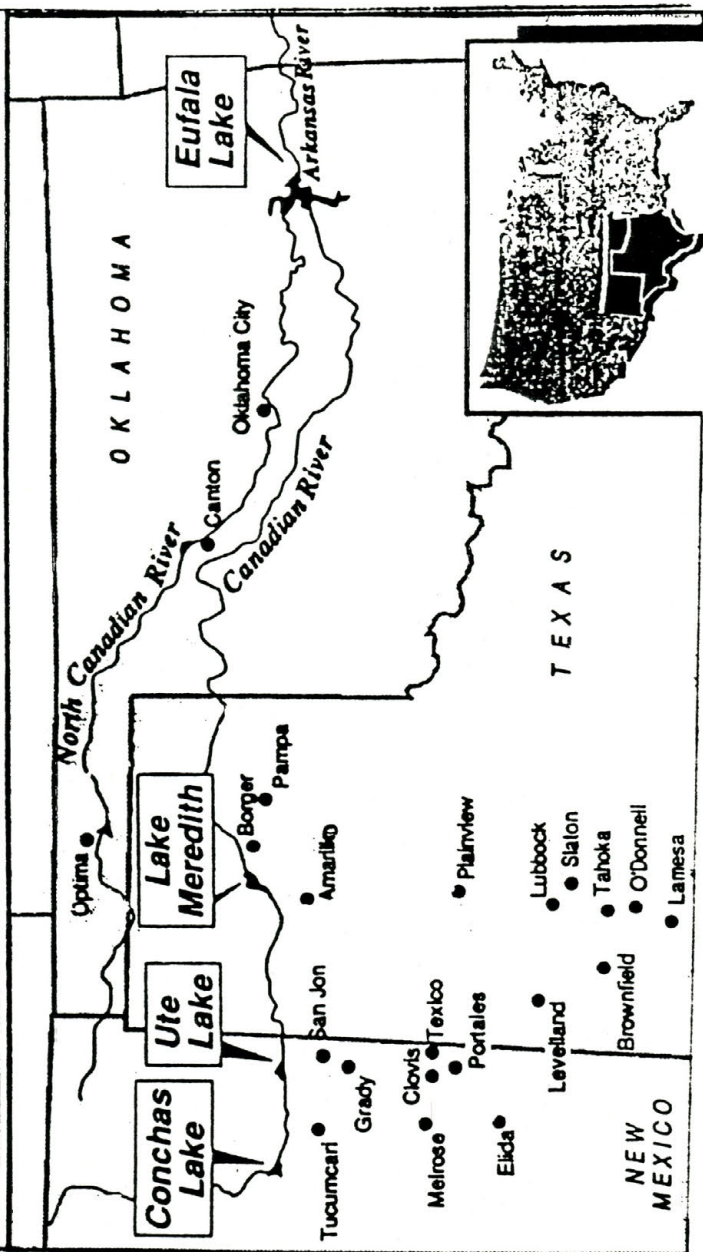 OKLAHOMA
Eufala
Lake
Arkansas River
North Canadian River
Canton
Oklahoma City
Canadian River
Optima
Lake
Meredith
Borger
Pampa
Amarillo
Ute
Lake
Conchas
Lake
San Jon
Tucumcari
Grady
Clovis
Texico
Melrose
Portales
Elida
Plainview
Lubbock
Slaton
Tahoka
O'Donnell
Lamesa
Levelland
Brownfield
TEXAS
NEW
MEXICO